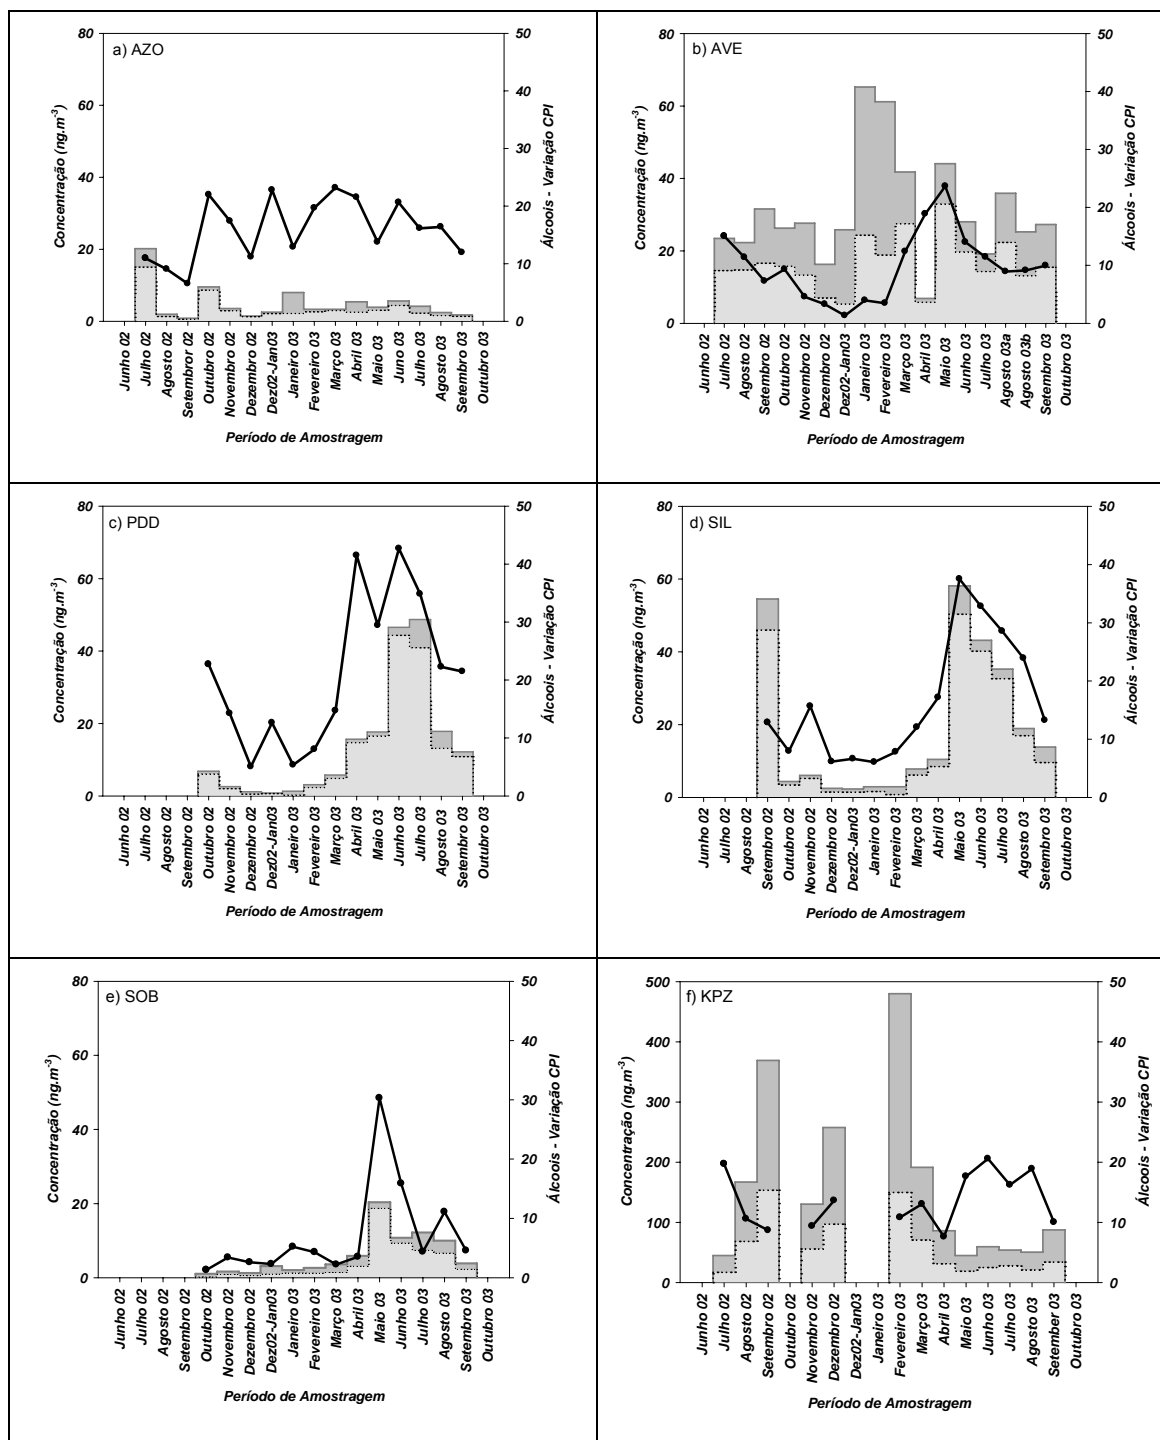 a) AZO
80
60
40
20
0
50
40
30
20
10
0
Concentração (ng.m-3)
Álcoois - Variação CPI
Junho 02
Julho 02
Agosto 02
Setembror 02
Outubro 02
Novembro 02
Dezembro 02
Dez02-Jan03
Janeiro 03
Fevereiro 03
Março 03
Abril 03
Maio 03
Juno 03
Julho 03
Agosto 03
Setembro 03
Outubro 03
Período de Amostragem
b) AVE
80
60
40
20
0
50
40
30
20
10
0
Concentração (ng.m-3)
Álcoois - Variação CPI
Junho 02
Julho 02
Agosto 02
Setembro 02
Outubro 02
Novembro 02
Dezembro 02
Dez02-Jan03
Janeiro 03
Fevereiro 03
Março 03
Abril 03
Maio 03
Junho 03
Julho 03
Agosto 03a
Agosto 03b
Setembro 03
Outubro 03
Período de Amostragem
c) PDD
80
60
40
20
0
50
40
30
20
10
0
Concentração (ng.m-3)
Álcoois - Variação CPI
Junho 02
Julho 02
Agosto 02
Setembro 02
Outubro 02
Novembro 02
Dezembro 02
Dez02-Jan03
Janeiro 03
Fevereiro 03
Março 03
Abril 03
Maio 03
Junho 03
Julho 03
Agosto 03
Setembro 03
Outubro 03
Período de Amostragem
d) SIL
80
60
40
20
0
50
40
30
20
10
0
Concentração (ng.m-3)
Álcoois - Variação CPI
Junho 02
Julho 02
Agosto 02
Setembro 02
Outubro 02
Novembro 02
Dezembro 02
Dez02-Jan03
Janeiro 03
Fevereiro 03
Março 03
Abril 03
Maio 03
Junho 03
Julho 03
Agosto 03
Setembro 03
Outubro 03
Período de Amostragem
e) SOB
80
60
40
20
0
50
40
30
20
10
0
Concentração (ng.m-3)
Álcoois - Variação CPI
Junho 02
Julho 02
Agosto 02
Setembro 02
Outubro 02
Novembro 02
Dezembro 02
Dez02-Jan03
Janeiro 03
Fevereiro 03
Março 03
Abril 03
Maio 03
Junho 03
Julho 03
Agosto 03
Setembro 03
Outubro 03
Período de Amostragem
f) KPZ
500
400
300
200
100
0
50
40
30
20
10
0
Concentração (ng.m-3)
Álcoois - Variação CPI
Junho 02
Julho 02
Agosto 02
Setembro 02
Outubro 02
Novembro 02
Dezembro 02
Dez02-Jan03
Janeiro 03
Fevereiro 03
Março 03
Abril 03
Maio 03
Junho 03
Julho 03
Agosto 03
Setember 03
Outubro 03
Período de Amostragem